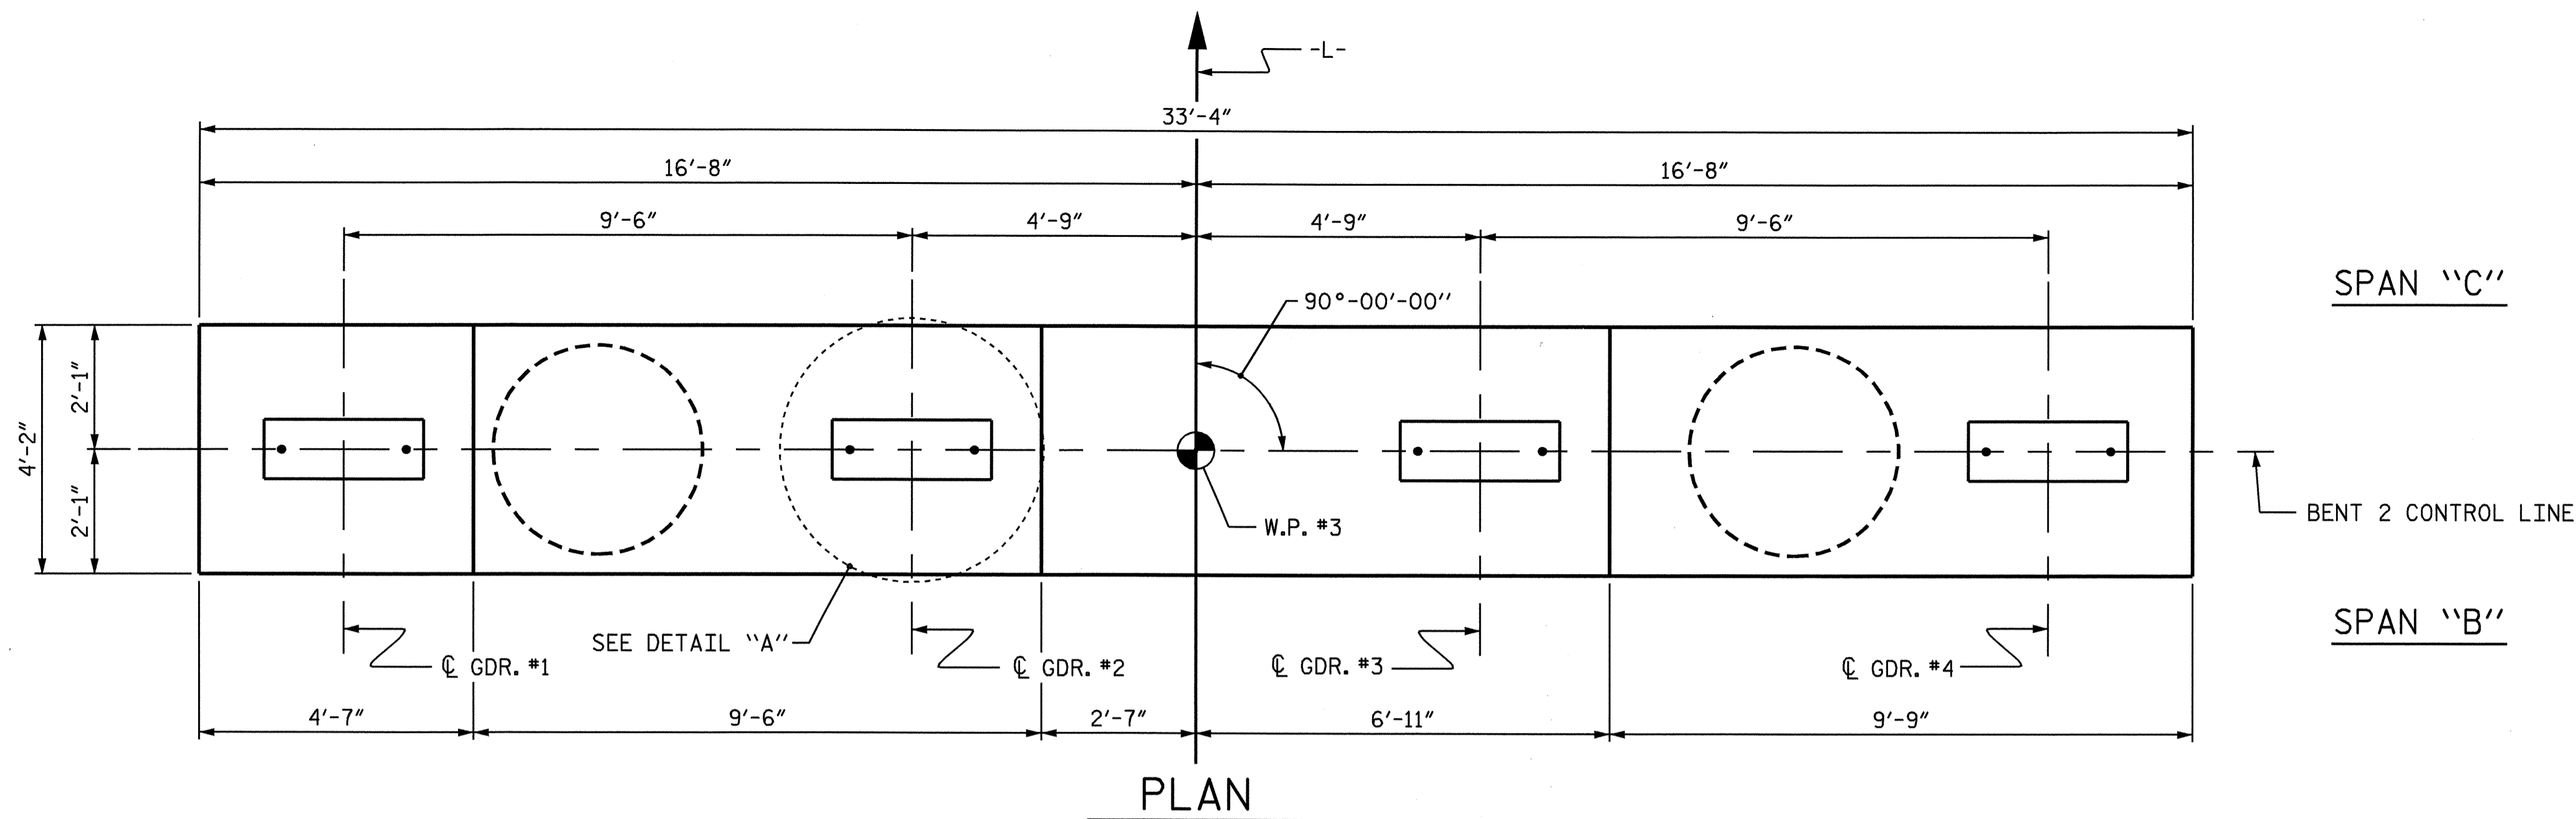 -L-
33'-4"
16'-8"
16'-8"
9'-6"
4'-9"
4'-9"
9'-6"
SPAN "C"
90°-00'-00"
4'-2"
2'-1"
2'-1"
W.P. #3
BENT 2 CONTROL LINE
SPAN "B"
SEE DETAIL "A"
℄ GDR. #1
℄ GDR. #2
℄ GDR. #3
℄ GDR. #4
4'-7"
9'-6"
2'-7"
6'-11"
9'-9"
PLAN